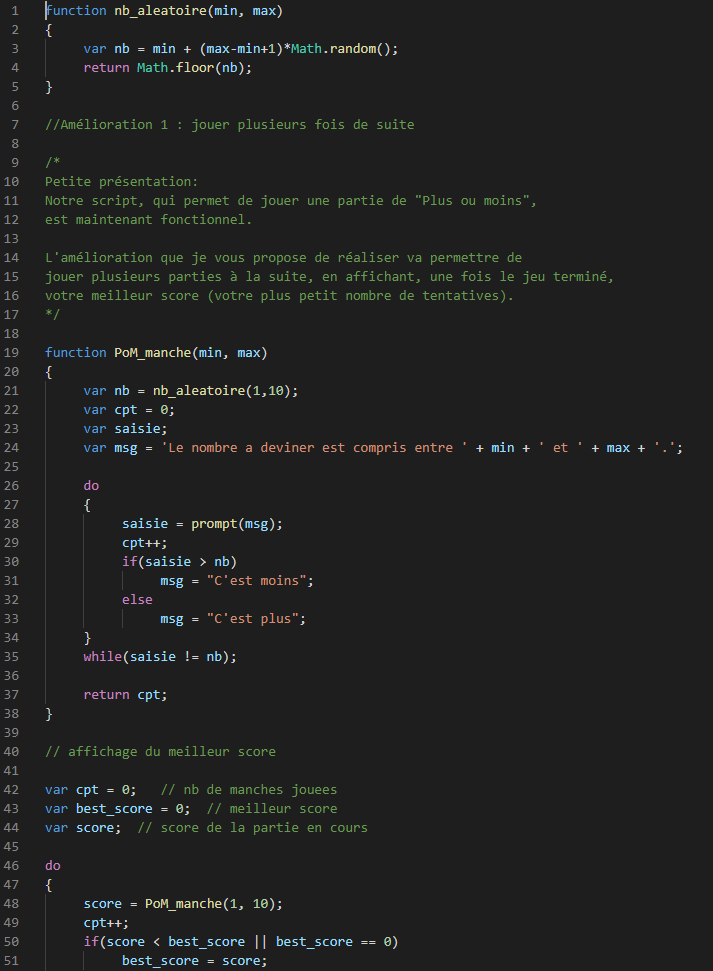 1 function nb_aleatoire(min, max)
2 {
3 var nb = min + (max-min+1)*Math.random();
4 return Math.floor(nb);
5 }
6
7 //Amélioration 1 : jouer plusieurs fois de suite
8
9 /*
10 Petite présentation:
11 Notre script, qui permet de jouer une partie de "Plus ou moins",
12 est maintenant fonctionnel.
13
14 L'amélioration que je vous propose de réaliser va permettre de
15 jouer plusieurs parties à la suite, en affichant, une fois le jeu terminé,
16 votre meilleur score (votre plus petit nombre de tentatives).
17 */
18
19 function PoM_manche(min, max)
20 {
21 var nb = nb_aleatoire(1,10);
22 var cpt = 0;
23 var saisie;
24 var msg = 'Le nombre a deviner est compris entre ' + min + ' et ' + max + '.';
25
26 do
27 {
28 saisie = prompt(msg);
29 cpt++;
30 if(saisie > nb)
31 msg = "C'est moins";
32 else
33 msg = "C'est plus";
34 }
35 while(saisie != nb);
36
37 return cpt;
38 }
39
40 // affichage du meilleur score
41
42 var cpt = 0; // nb de manches jouees
43 var best_score = 0; // meilleur score
44 var score; // score de la partie en cours
45
46 do
47 {
48 score = PoM_manche(1, 10);
49 cpt++;
50 if(score < best_score || best_score == 0)
51 best_score = score;